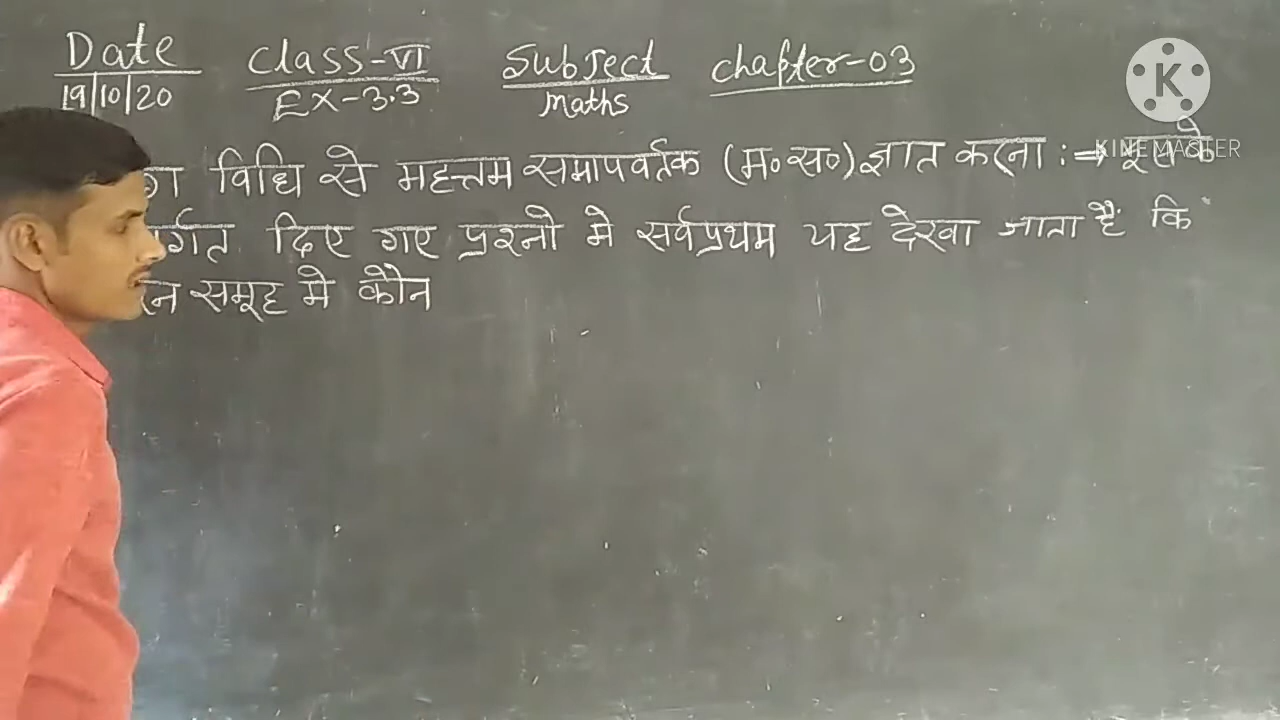 Date Class-VI Subject Chapter-03
19/10/20 EX-3.3 Maths
K
KINEMASTER
विधि से महत्तम समापवर्तक (म॰स॰) ज्ञात करना :⇒ इसके
दिए गए प्रश्नो मे सर्वप्रथम यह देखा जाता हैं कि
समूह मे कौन